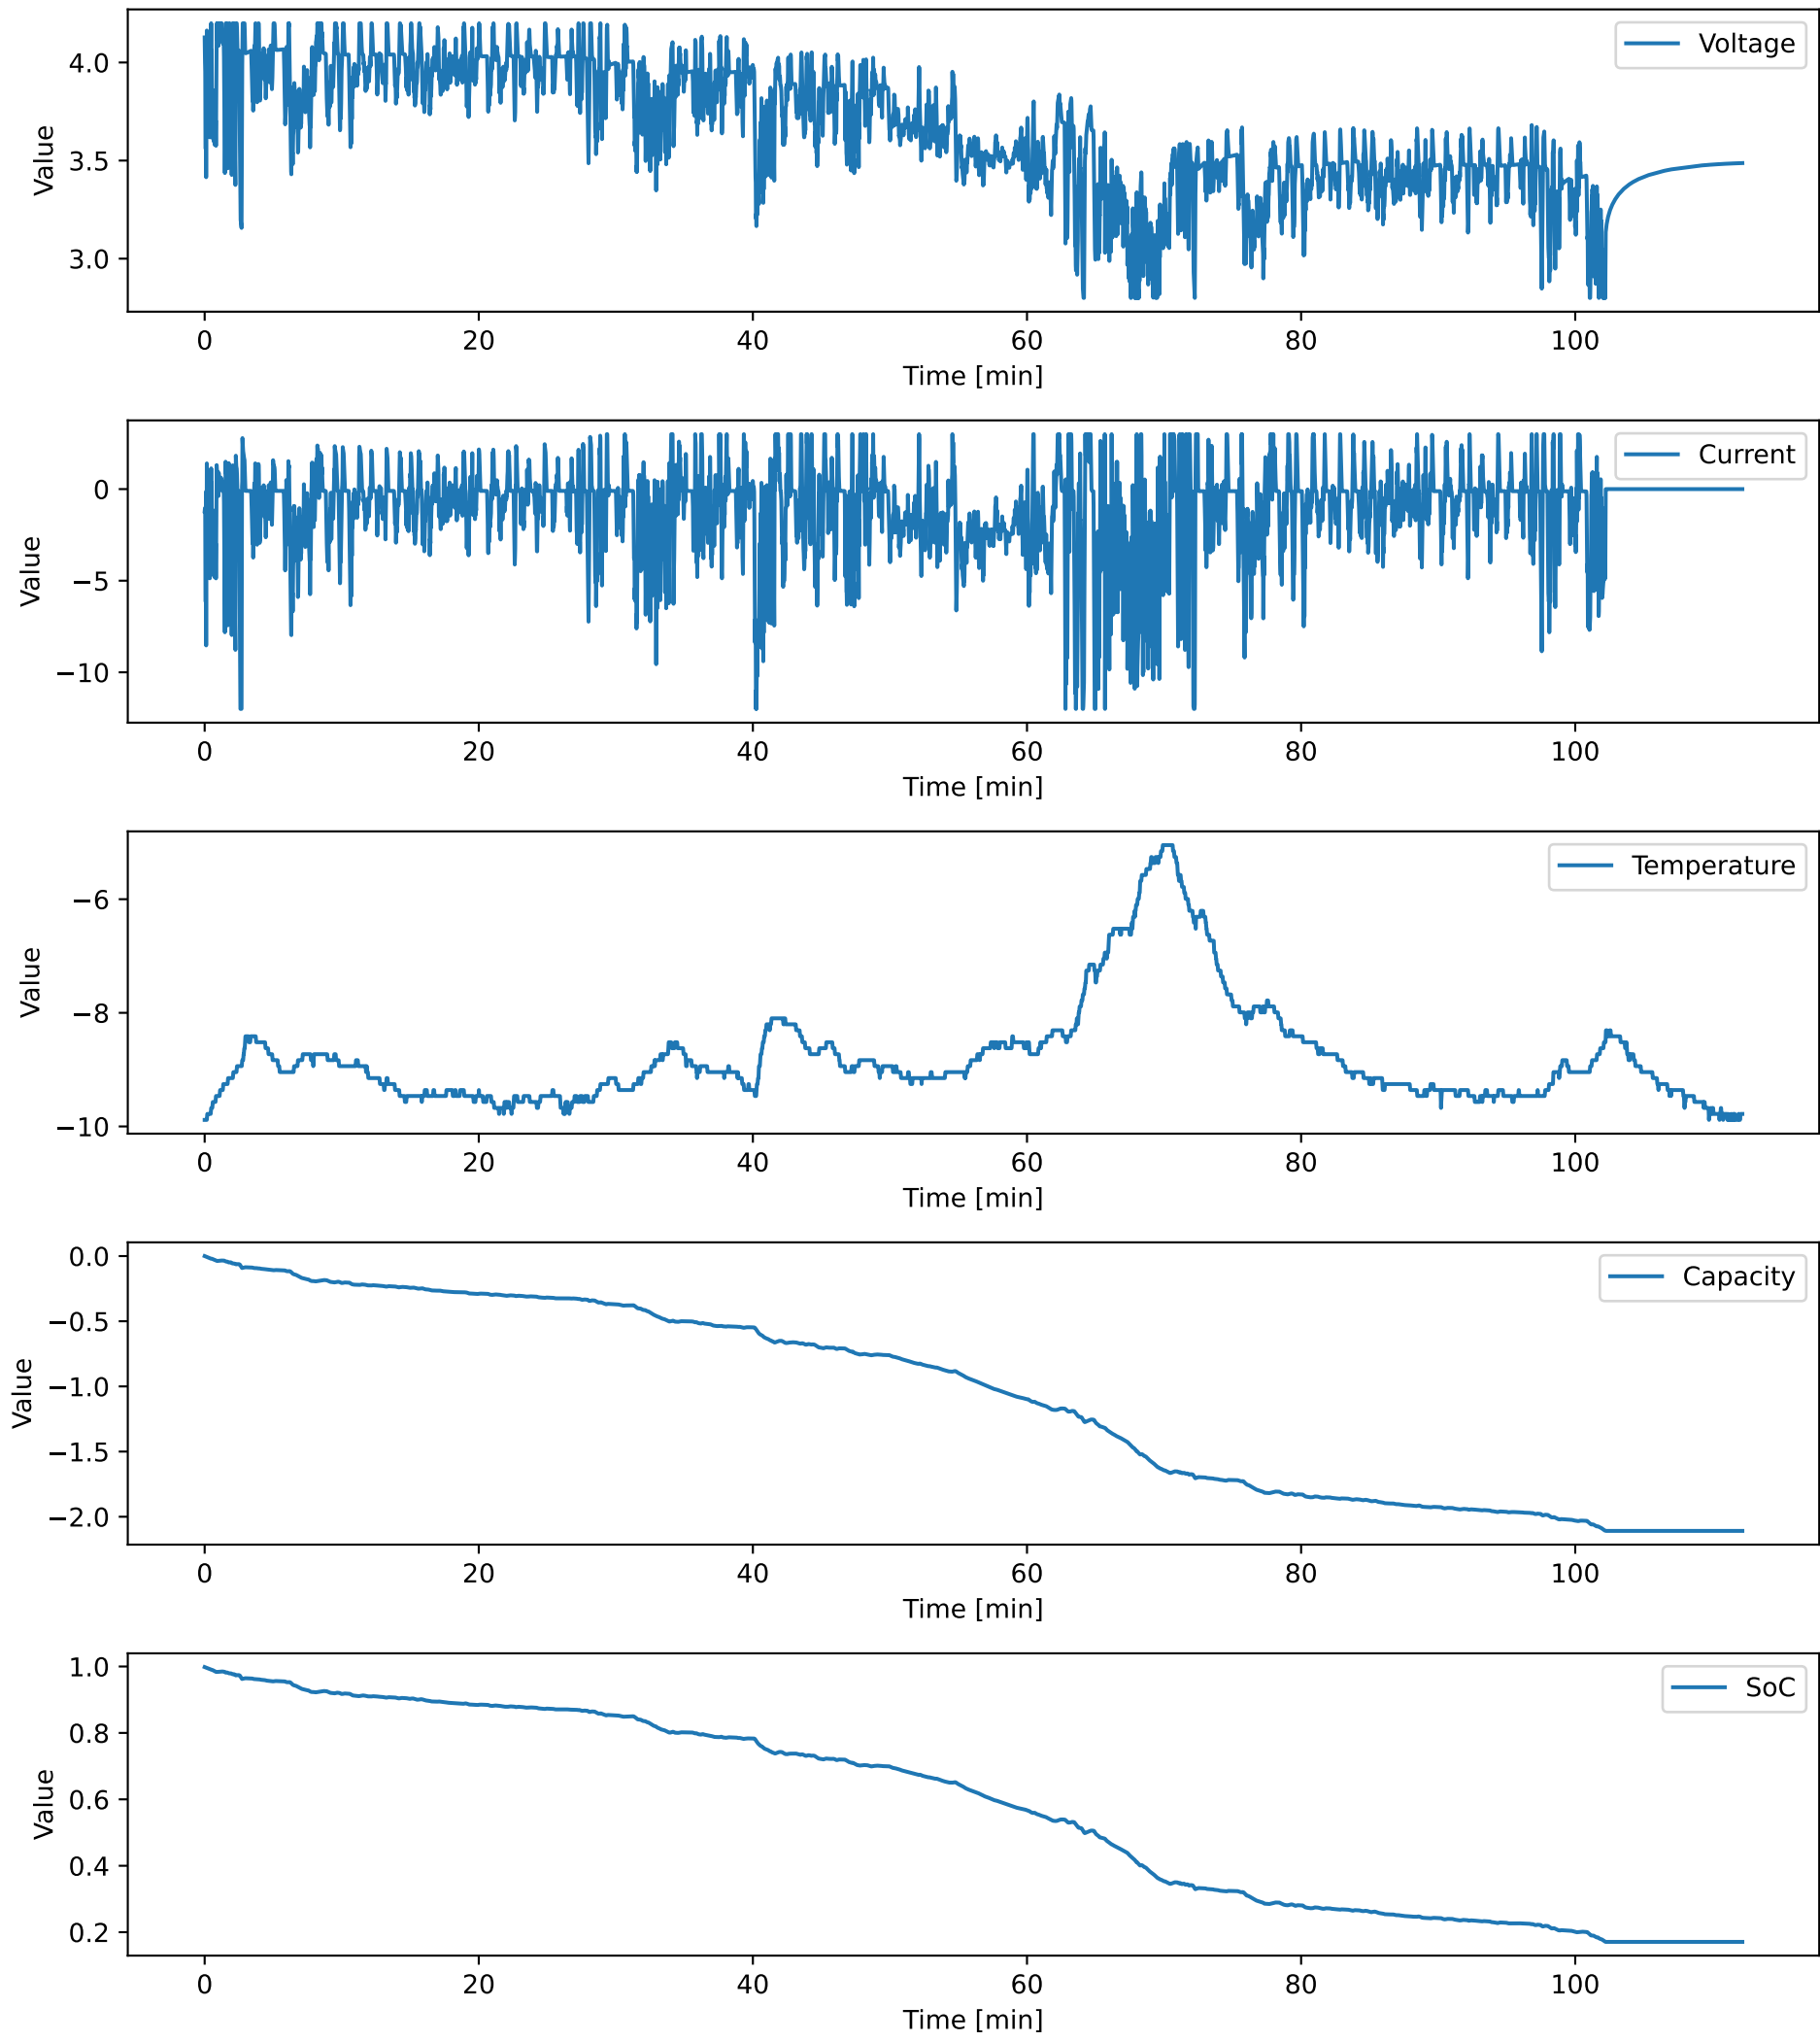 Voltage
4.0
3.5
3.0
Value
0 20 40 60 80 100
Time [min]
Current
0
−5
−10
Value
0 20 40 60 80 100
Time [min]
Temperature
−6
−8
−10
Value
0 20 40 60 80 100
Time [min]
Capacity
0.0
−0.5
−1.0
−1.5
−2.0
Value
0 20 40 60 80 100
Time [min]
SoC
1.0
0.8
0.6
0.4
0.2
Value
0 20 40 60 80 100
Time [min]